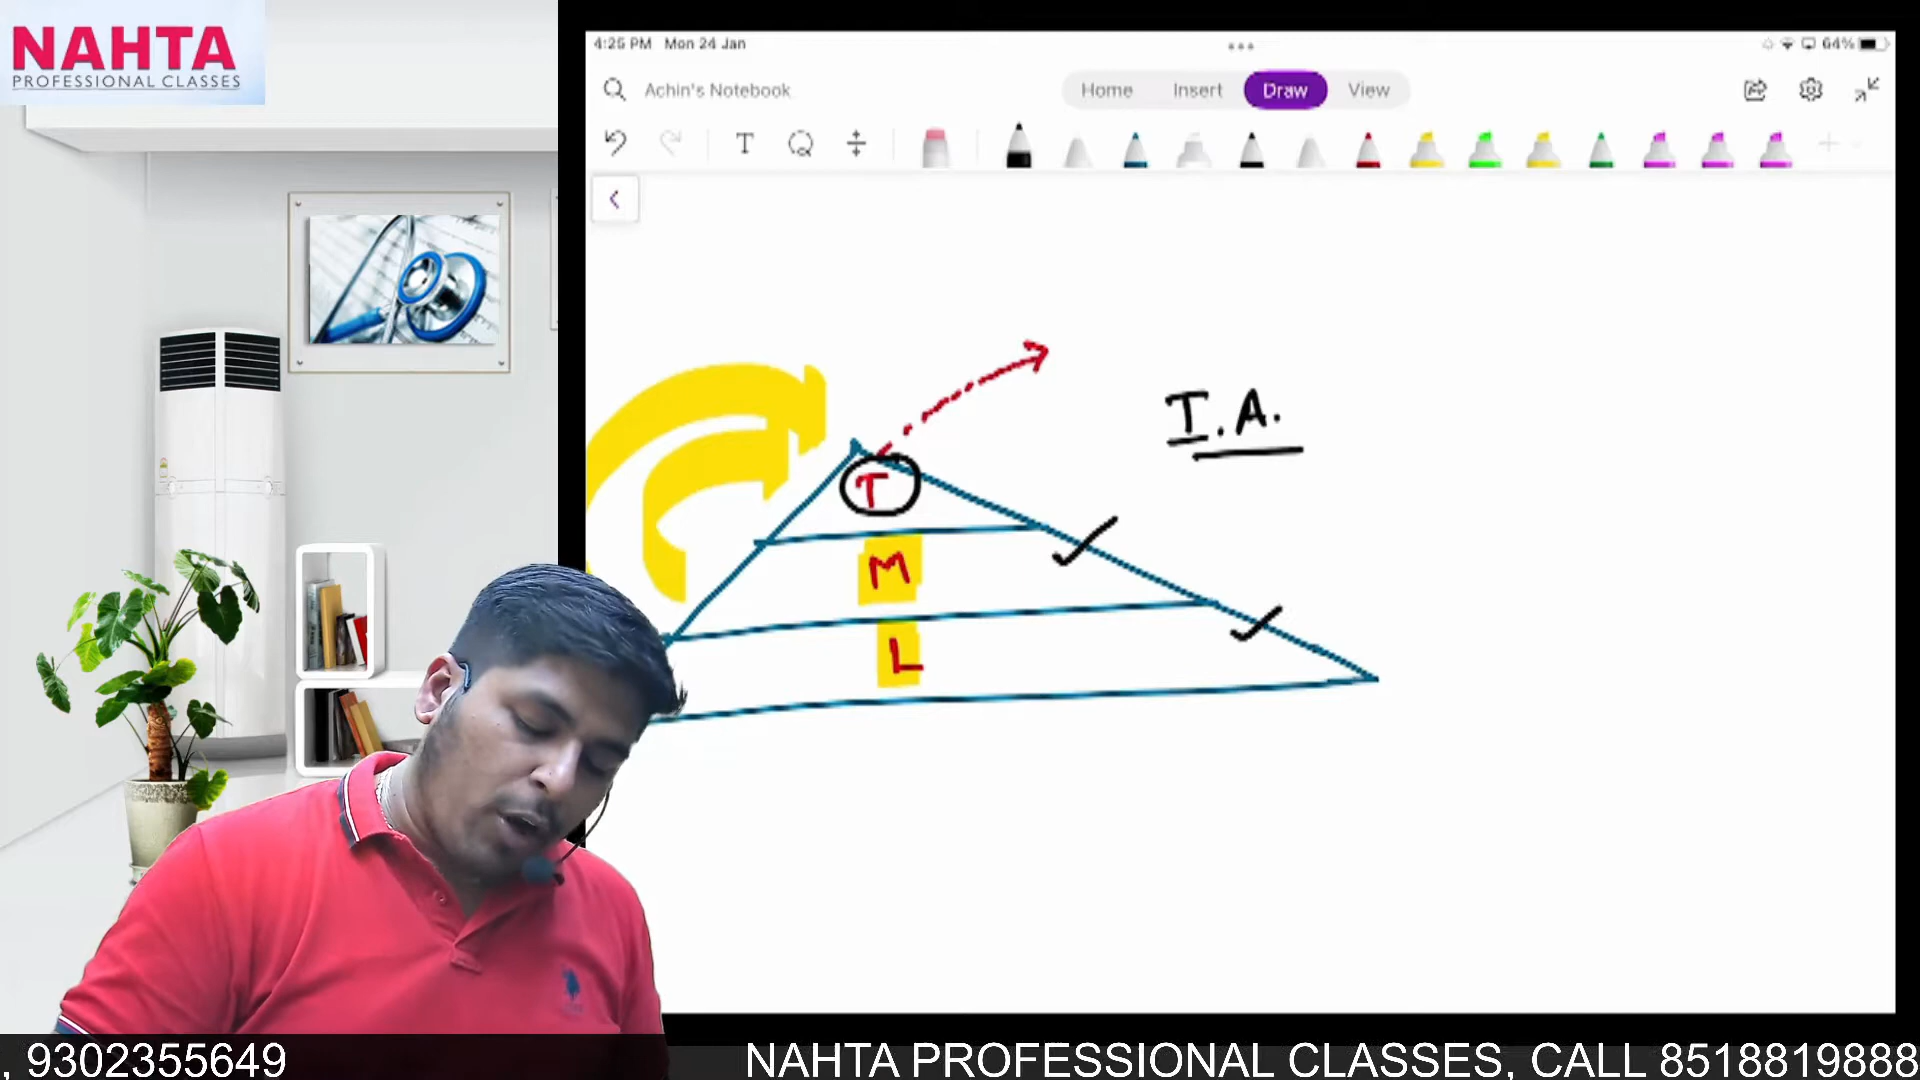 NAHTA
PROFESSIONAL CLASSES
4:25 PM Mon 24 Jan
64%
Achin's Notebook
Home Insert Draw View
T
I.A.
T
M
L
, 9302355649 NAHTA PROFESSIONAL CLASSES, CALL 8518819888